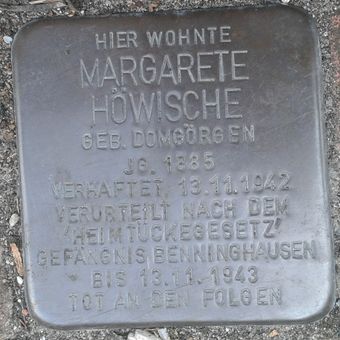 HIER WOHNTE
MARGARETE
HÖWISCHE
GEB. DOMGÖRGEN
JG. 1885
VERHAFTET 13.11.1942
VERURTEILT NACH DEM
'HEIMTÜCKEGESETZ'
GEFÄNGNIS BENNINGHAUSEN
BIS 13.11.1943
TOT AN DEN FOLGEN